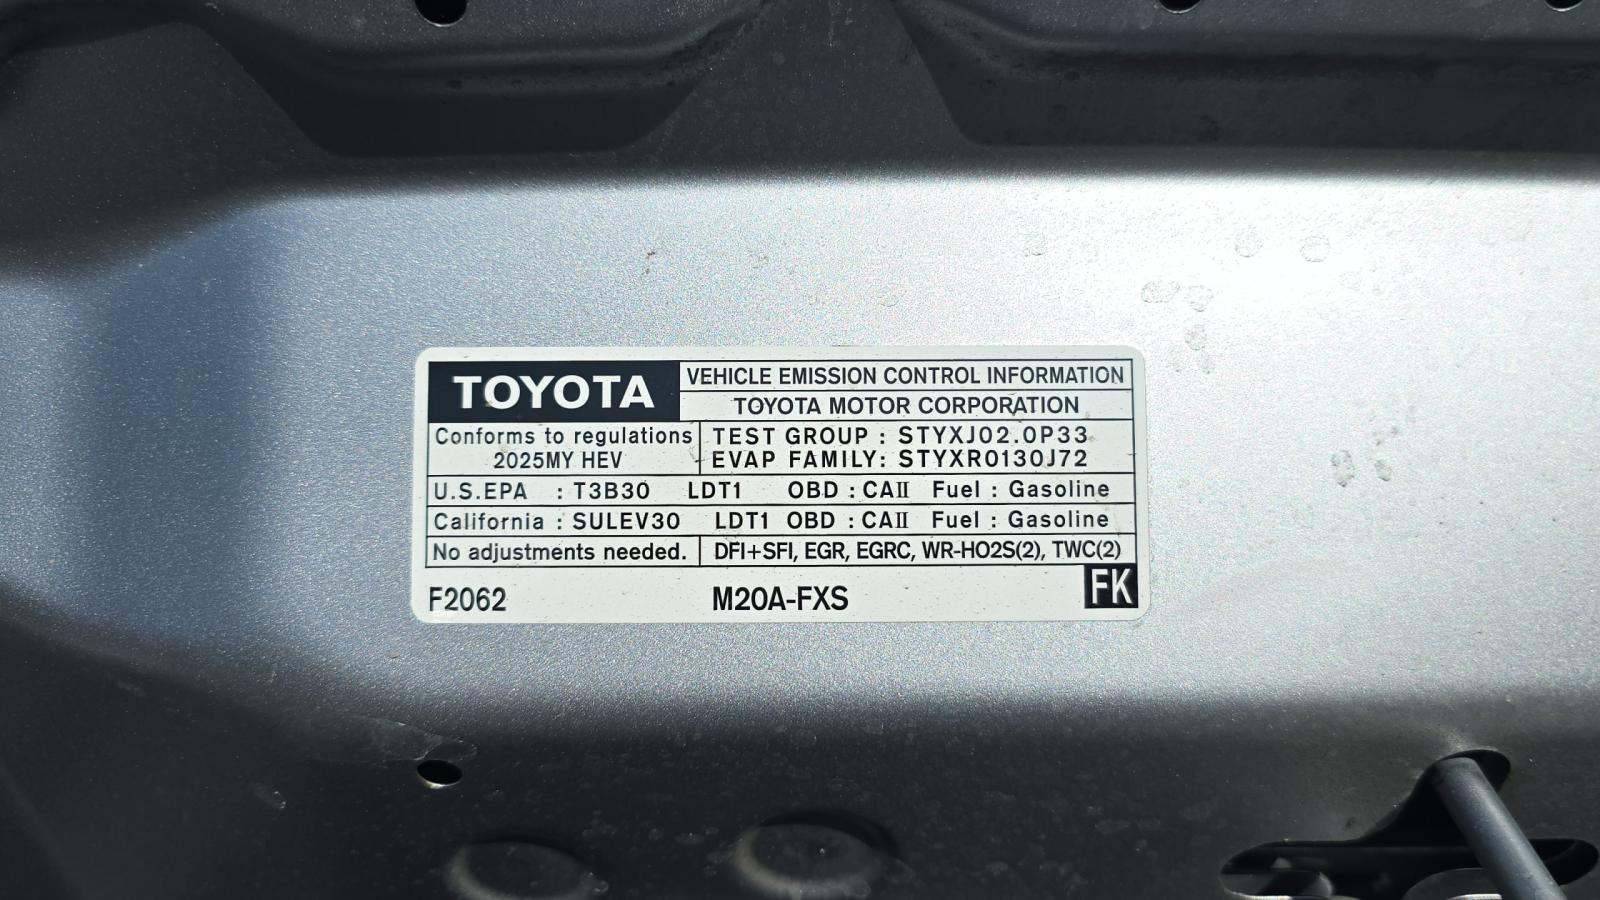 TOYOTA
VEHICLE EMISSION CONTROL INFORMATION
TOYOTA MOTOR CORPORATION
Conforms to regulations
2025MY HEV
TEST GROUP : STYXJ02.0P33
EVAP FAMILY: STYXR0130J72
U.S.EPA : T3B30 LDT1 OBD : CAII Fuel : Gasoline
California : SULEV30 LDT1 OBD : CAII Fuel : Gasoline
No adjustments needed. DFI+SFI, EGR, EGRC, WR-HO2S(2), TWC(2)
F2062 M20A-FXS FK